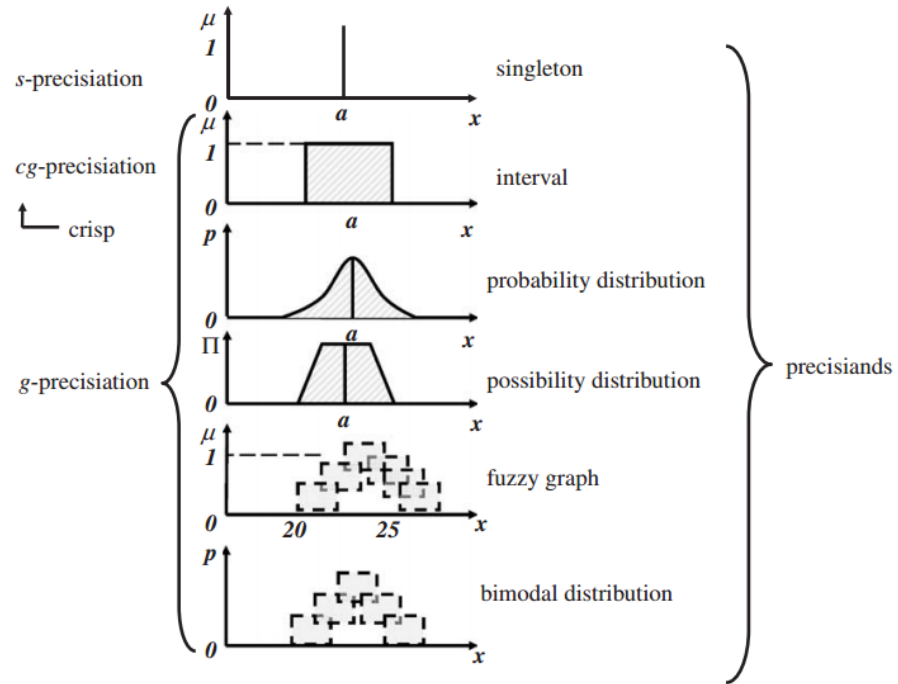 μ
1
s-precisiation
singleton
0
a
x
μ
1
cg-precisiation
interval
0
a
x
crisp
p
probability distribution
0
a
x
Π
g-precisiation
possibility distribution
precisiands
0
a
x
μ
1
fuzzy graph
0
20
25
x
p
bimodal distribution
0
x